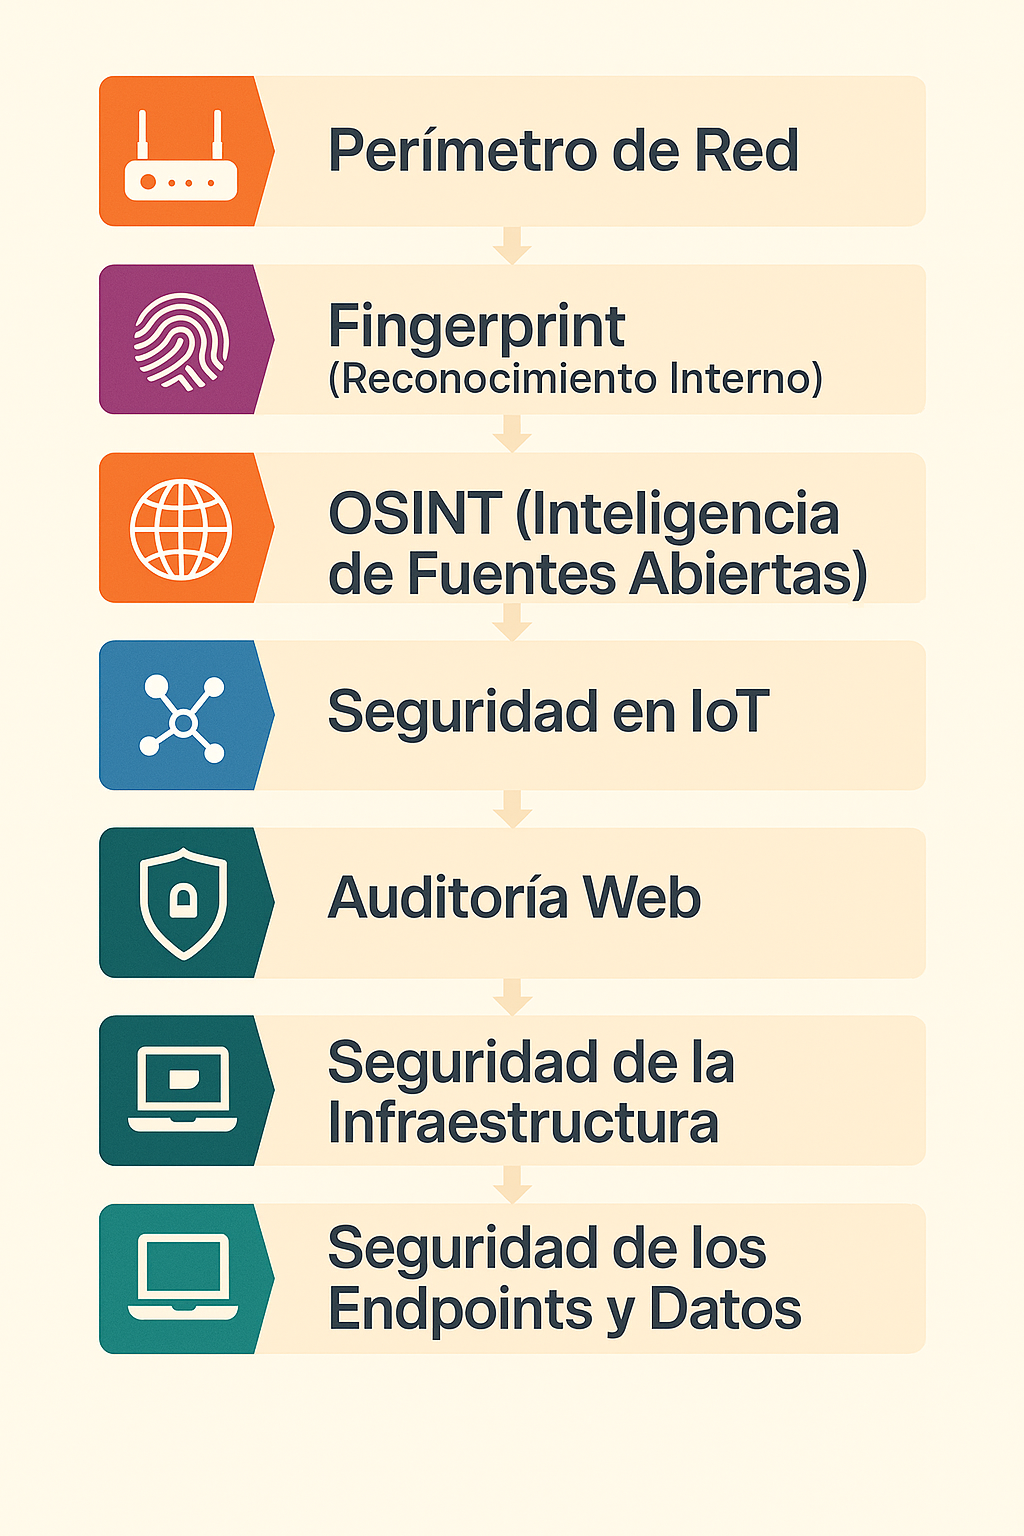 Perímetro de Red
Fingerprint
(Reconocimiento Interno)
OSINT (Inteligencia
de Fuentes Abiertas)
Seguridad en IoT
Auditoría Web
Seguridad de la
Infraestructura
Seguridad de los
Endpoints y Datos